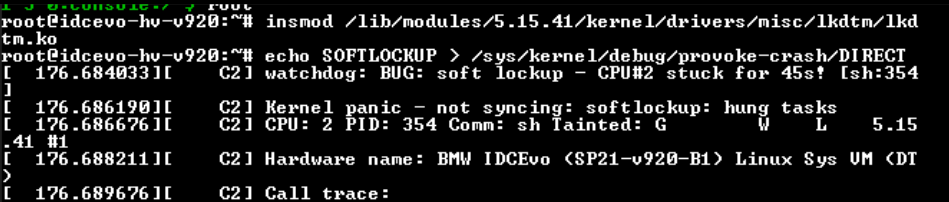 root@idcevo-hv-v920:~# insmod /lib/modules/5.15.41/kernel/drivers/misc/lkdtm/lkd
tm.ko
root@idcevo-hv-v920:~# echo SOFTLOCKUP > /sys/kernel/debug/provoke-crash/DIRECT
[  176.684033][    C2] watchdog: BUG: soft lockup - CPU#2 stuck for 45s! [sh:354
]
[  176.686190][    C2] Kernel panic - not syncing: softlockup: hung tasks
[  176.686676][    C2] CPU: 2 PID: 354 Comm: sh Tainted: G        W    L    5.15
.41 #1
[  176.688211][    C2] Hardware name: BMW IDCEvo (SP21-v920-B1) Linux Sys VM (DT
)
[  176.689676][    C2] Call trace: